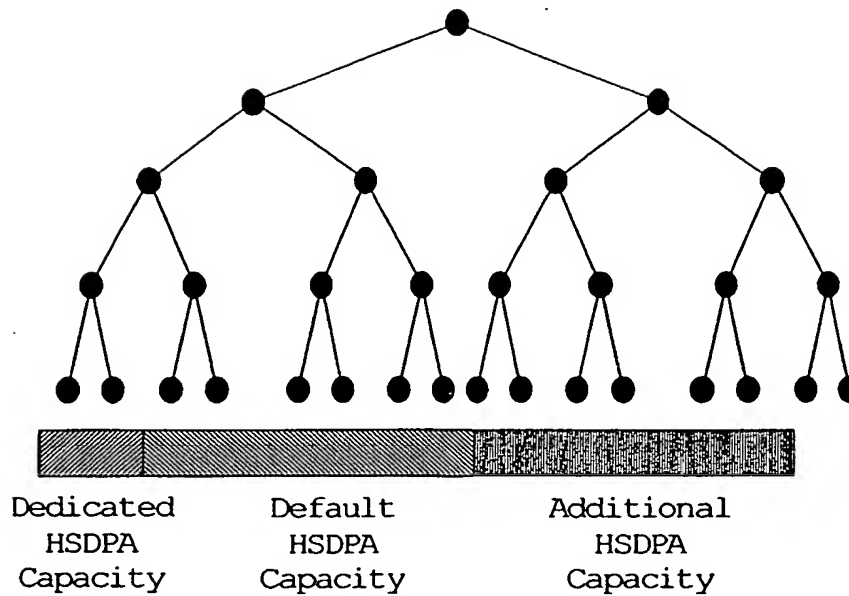 Dedicated
HSDPA
Capacity
Default
HSDPA
Capacity
Additional
HSDPA
Capacity